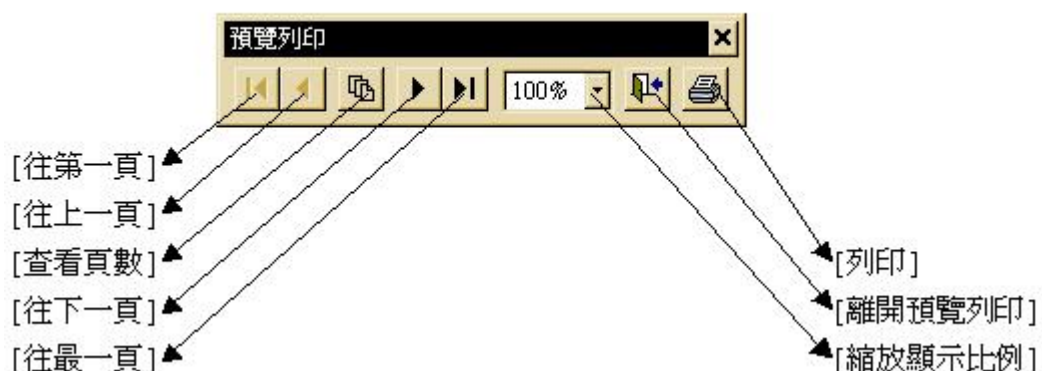 預覽列印
100%
[往第一頁]
[往上一頁]
[查看頁數]
[往下一頁]
[往最一頁]
[列印]
[離開預覽列印]
[縮放顯示比例]